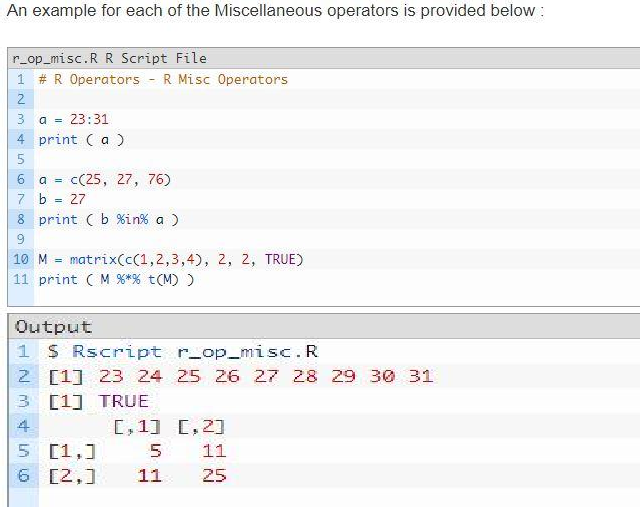 An example for each of the Miscellaneous operators is provided below :
r_op_misc.R R Script File
1 # R Operators - R Misc Operators
2
3 a = 23:31
4 print ( a )
5
6 a = c(25, 27, 76)
7 b = 27
8 print ( b %in% a )
9
10 M = matrix(c(1,2,3,4), 2, 2, TRUE)
11 print ( M %*% t(M) )
Output
1 $ Rscript r_op_misc.R
2 [1] 23 24 25 26 27 28 29 30 31
3 [1] TRUE
4 [,1] [,2]
5 [1,] 5 11
6 [2,] 11 25